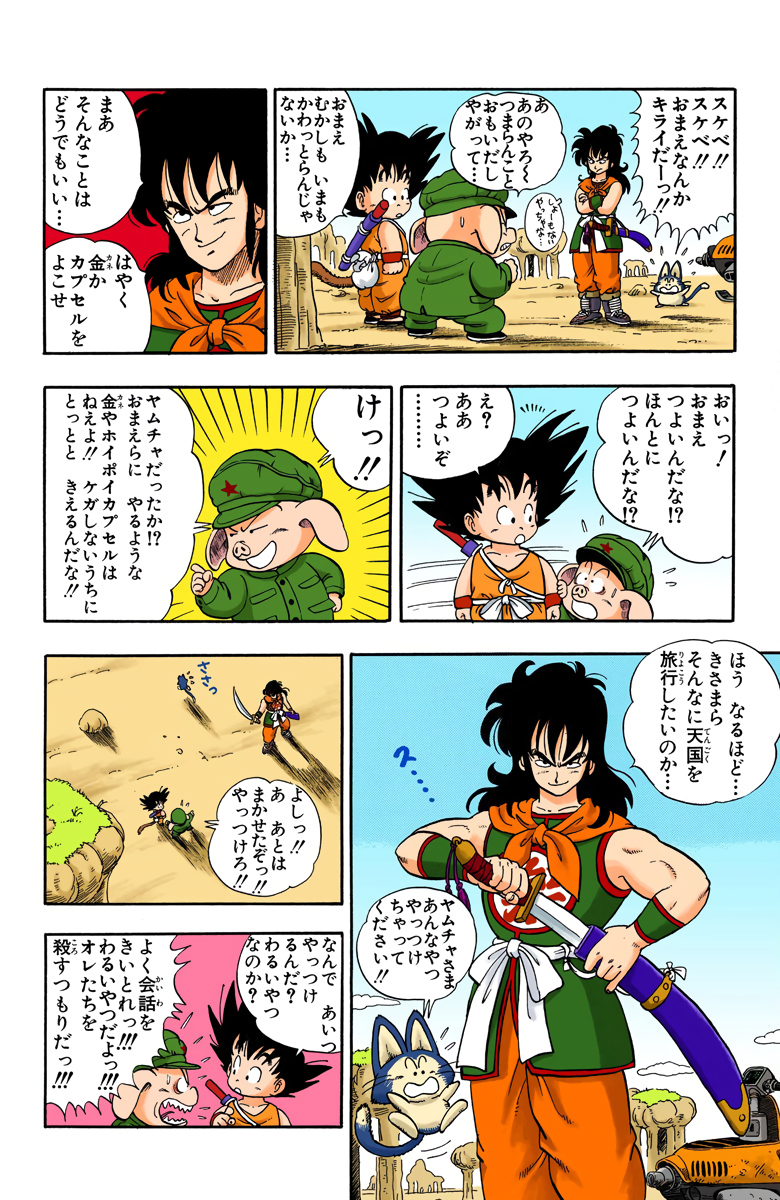 スケベ!!
スケベ!!
おまえなんか
キライだーっ!!
あのやろ〜
つまらんこと
おもいだし
やがって…
しょーもない
やっちゃな…
おまえ
むかしも いまも
かわっとらんじゃ
ないか…
まあ
そんなことは
どうでもいい…
はやく
金か
カプセルを
よこせ
おいっ!
おまえ
つよいんだな!?
ほんとに
つよいんだな!?
え?
ああ
つよいぞ
………
けっ!!
ヤムチャだったか!?
おまえらに やるような
金やホイポイカプセルは
ねえよ!! ケガしないうちに
とっとと きえるんだな!!
ほう なるほど…
きさまら
そんなに天国を
旅行したいのか…
ス…
ヤムチャさま
あんなやつ
やっつけ
ちゃって
ください!!
ささっ
よしっ!!
あ あとは
まかせたぞっ!!
やっつけろ!!
なんで あいつ
やっつけ
るんだ?
わるいやつ
なのか?
よく会話を
きいとれっ!!!
わるいやつだよっ!!!
オレたちを
殺すつもりだっ!!!